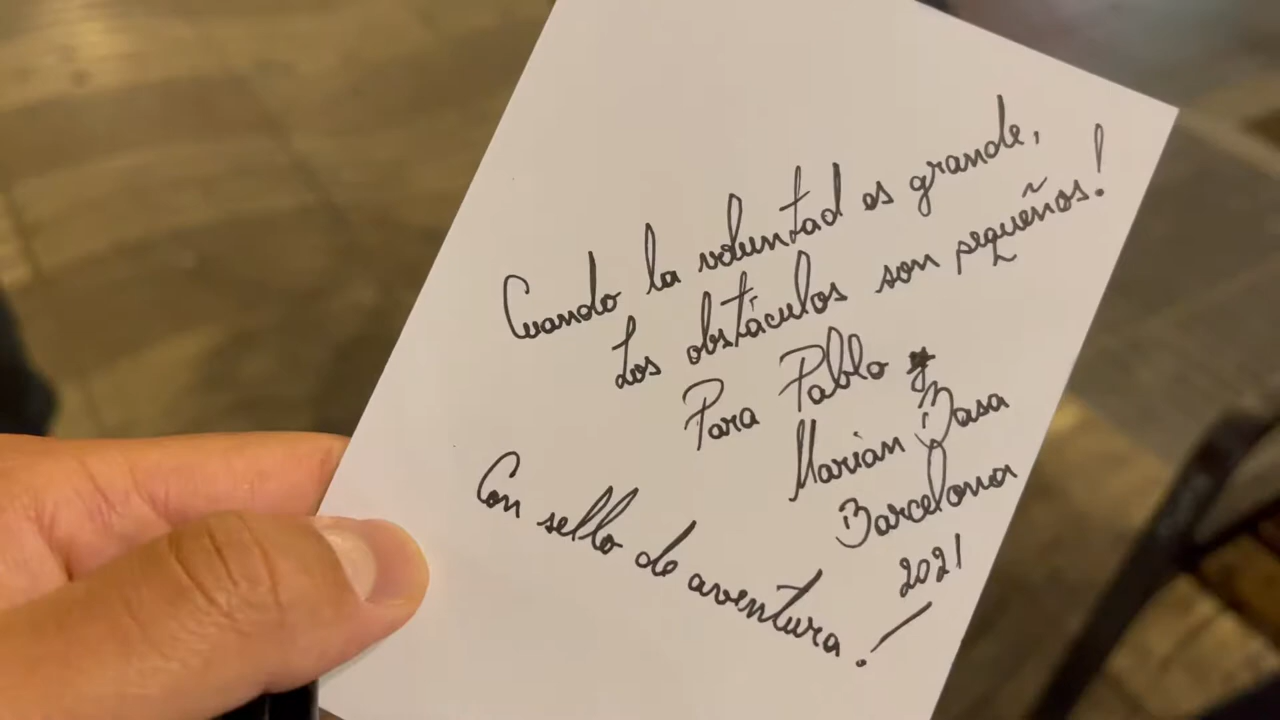 Cuando la voluntad es grande,
Los obstáculos son pequeños!
Para Pablo y
Marian Basa
Barcelona
2021
Con sello de aventura!